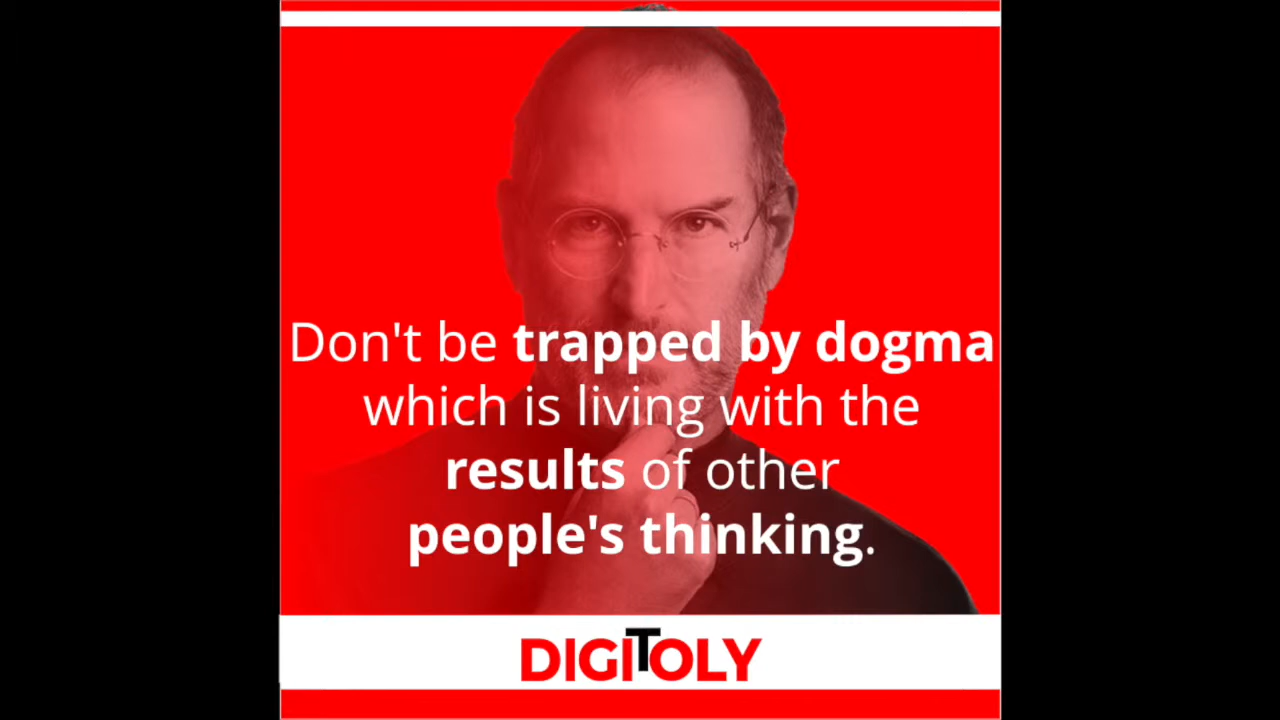 Don't be trapped by dogma
which is living with the
results of other
people's thinking.
DIGITOLY